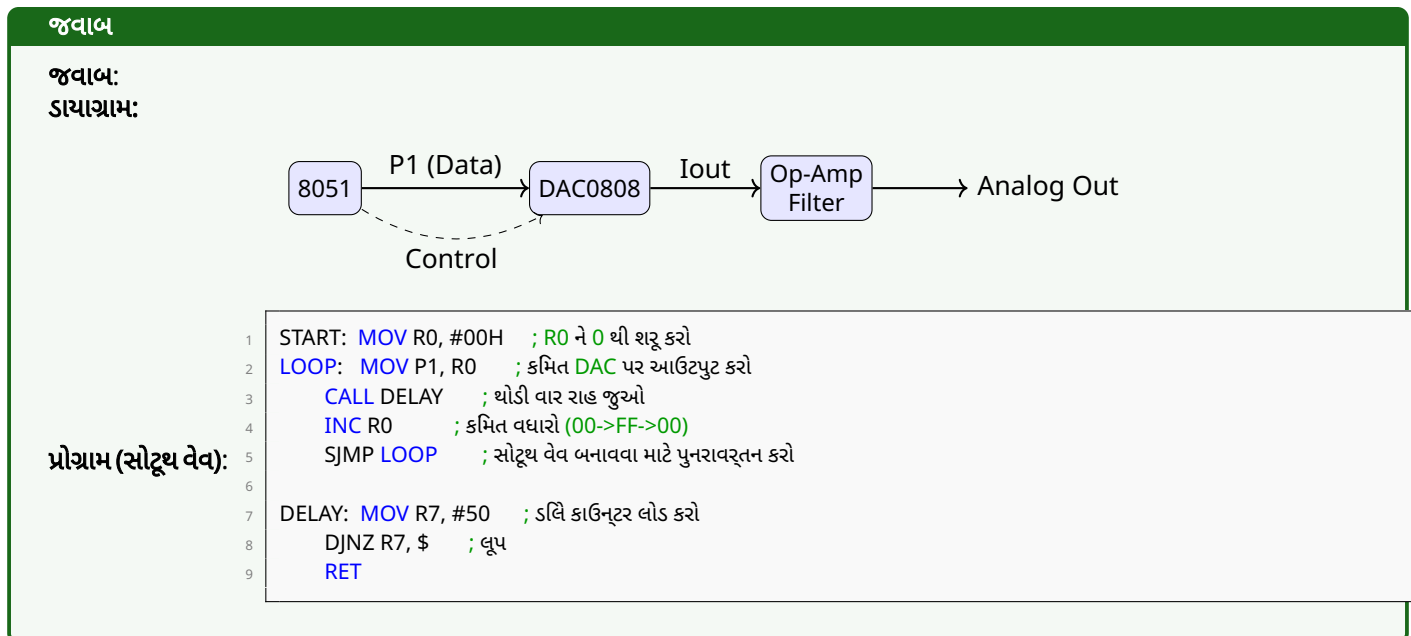 જવાબ
જવાબ:
ડાયાગ્રામ:
8051
P1 (Data)
DAC0808
Iout
Op-Amp
Filter
Analog Out
Control
પ્રોગ્રામ (સોટૂથ વેવ):
1 START: MOV R0, #00H ; R0 ને 0 થી શરૂ કરો
2 LOOP: MOV P1, R0 ; કિંમત DAC પર આઉટપુટ કરો
3 CALL DELAY ; થોડી વાર રાહ જુઓ
4 INC R0 ; કિંમત વધારો (00->FF->00)
5 SJMP LOOP ; સોટૂથ વેવ બનાવવા માટે પુનરાવર્તન કરો
6
7 DELAY: MOV R7, #50 ; ડિલે કાઉન્ટર લોડ કરો
8 DJNZ R7, $ ; લૂપ
9 RET